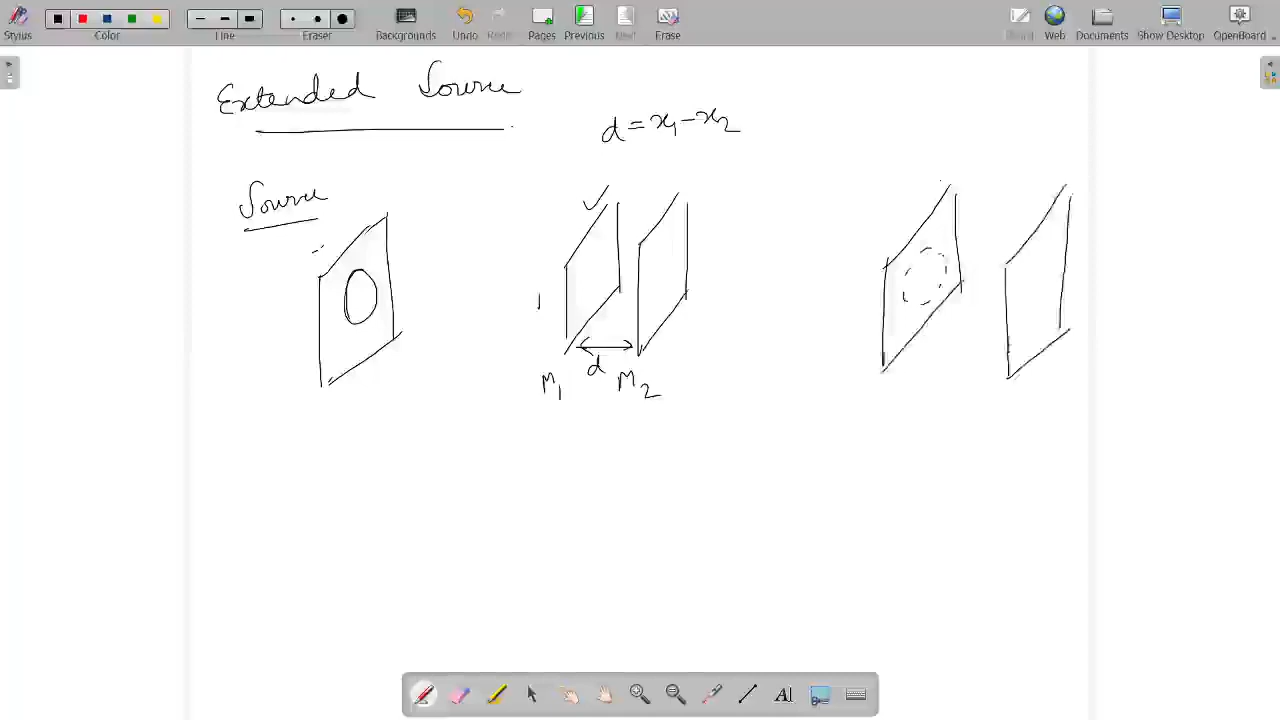 Stylus
Color
Line
Eraser
Backgrounds
Undo
Redo
Pages
Previous
Next
Erase
Board
Web
Documents
Show Desktop
OpenBoard
Extended Source
d = x₁ - x₂
Source
d
M₁ M₂
A